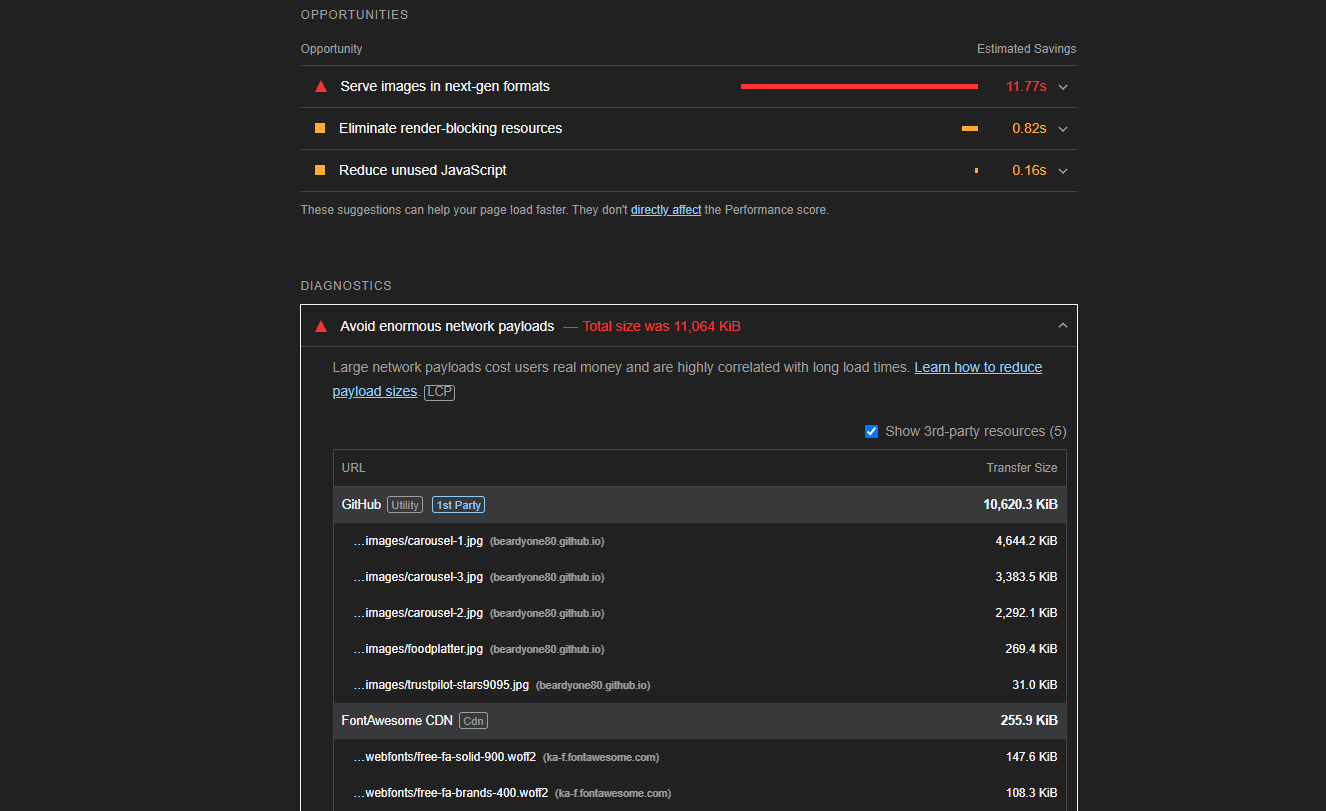 OPPORTUNITIES
Opportunity Estimated Savings
Serve images in next-gen formats 11.77s
Eliminate render-blocking resources 0.82s
Reduce unused JavaScript 0.16s
These suggestions can help your page load faster. They don't directly affect the Performance score.
DIAGNOSTICS
Avoid enormous network payloads — Total size was 11,064 KiB
Large network payloads cost users real money and are highly correlated with long load times. Learn how to reduce
payload sizes. LCP
Show 3rd-party resources (5)
URL Transfer Size
GitHub Utility 1st Party 10,620.3 KiB
…images/carousel-1.jpg (beardyone80.github.io) 4,644.2 KiB
…images/carousel-3.jpg (beardyone80.github.io) 3,383.5 KiB
…images/carousel-2.jpg (beardyone80.github.io) 2,292.1 KiB
…images/foodplatter.jpg (beardyone80.github.io) 269.4 KiB
…images/trustpilot-stars9095.jpg (beardyone80.github.io) 31.0 KiB
FontAwesome CDN Cdn 255.9 KiB
…webfonts/free-fa-solid-900.woff2 (ka-f.fontawesome.com) 147.6 KiB
…webfonts/free-fa-brands-400.woff2 (ka-f.fontawesome.com) 108.3 KiB